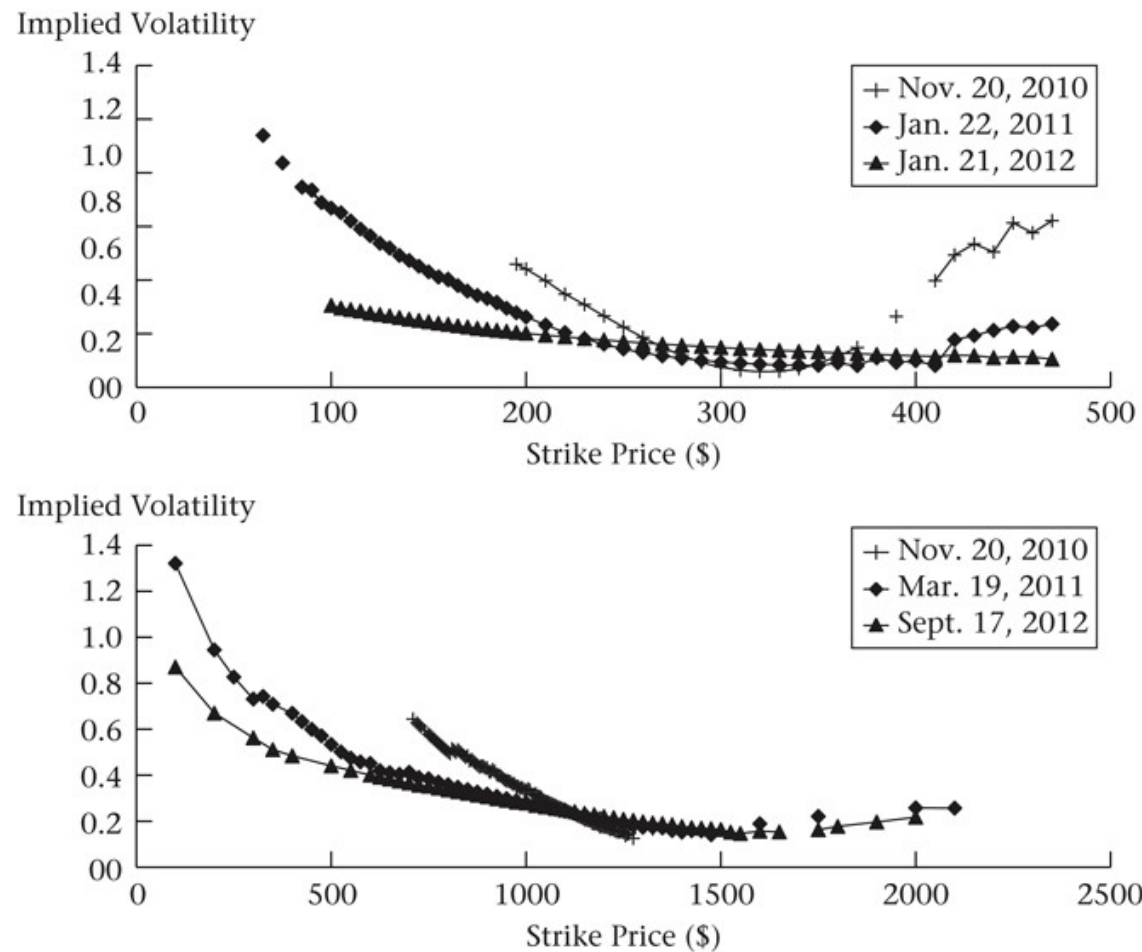 Implied Volatility
1.4
1.2
1.0
0.8
0.6
0.4
0.2
00
0 100 200 300 400 500
Strike Price ($)
Nov. 20, 2010
Jan. 22, 2011
Jan. 21, 2012
Implied Volatility
1.4
1.2
1.0
0.8
0.6
0.4
0.2
00
0 500 1000 1500 2000 2500
Strike Price ($)
Nov. 20, 2010
Mar. 19, 2011
Sept. 17, 2012